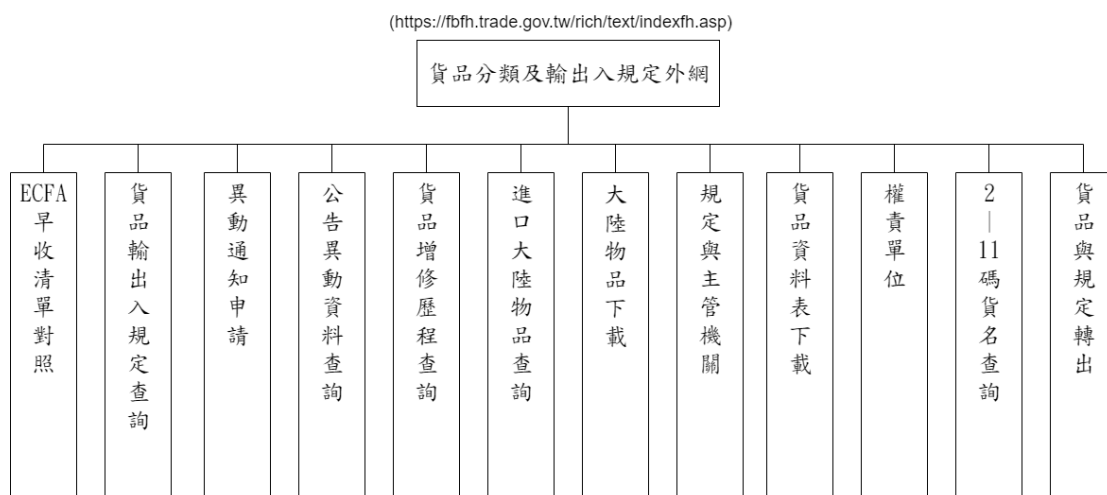 (https://fbfh.trade.gov.tw/rich/text/indexfh.asp)
貨品分類及輸出入規定外網
ECFA早收清單對照
貨品輸出入規定查詢
異動通知申請
公告異動資料查詢
貨品增修歷程查詢
進口大陸物品查詢
大陸物品下載
規定與主管機關
貨品資料表下載
權責單位
2|11碼貨名查詢
貨品與規定轉出